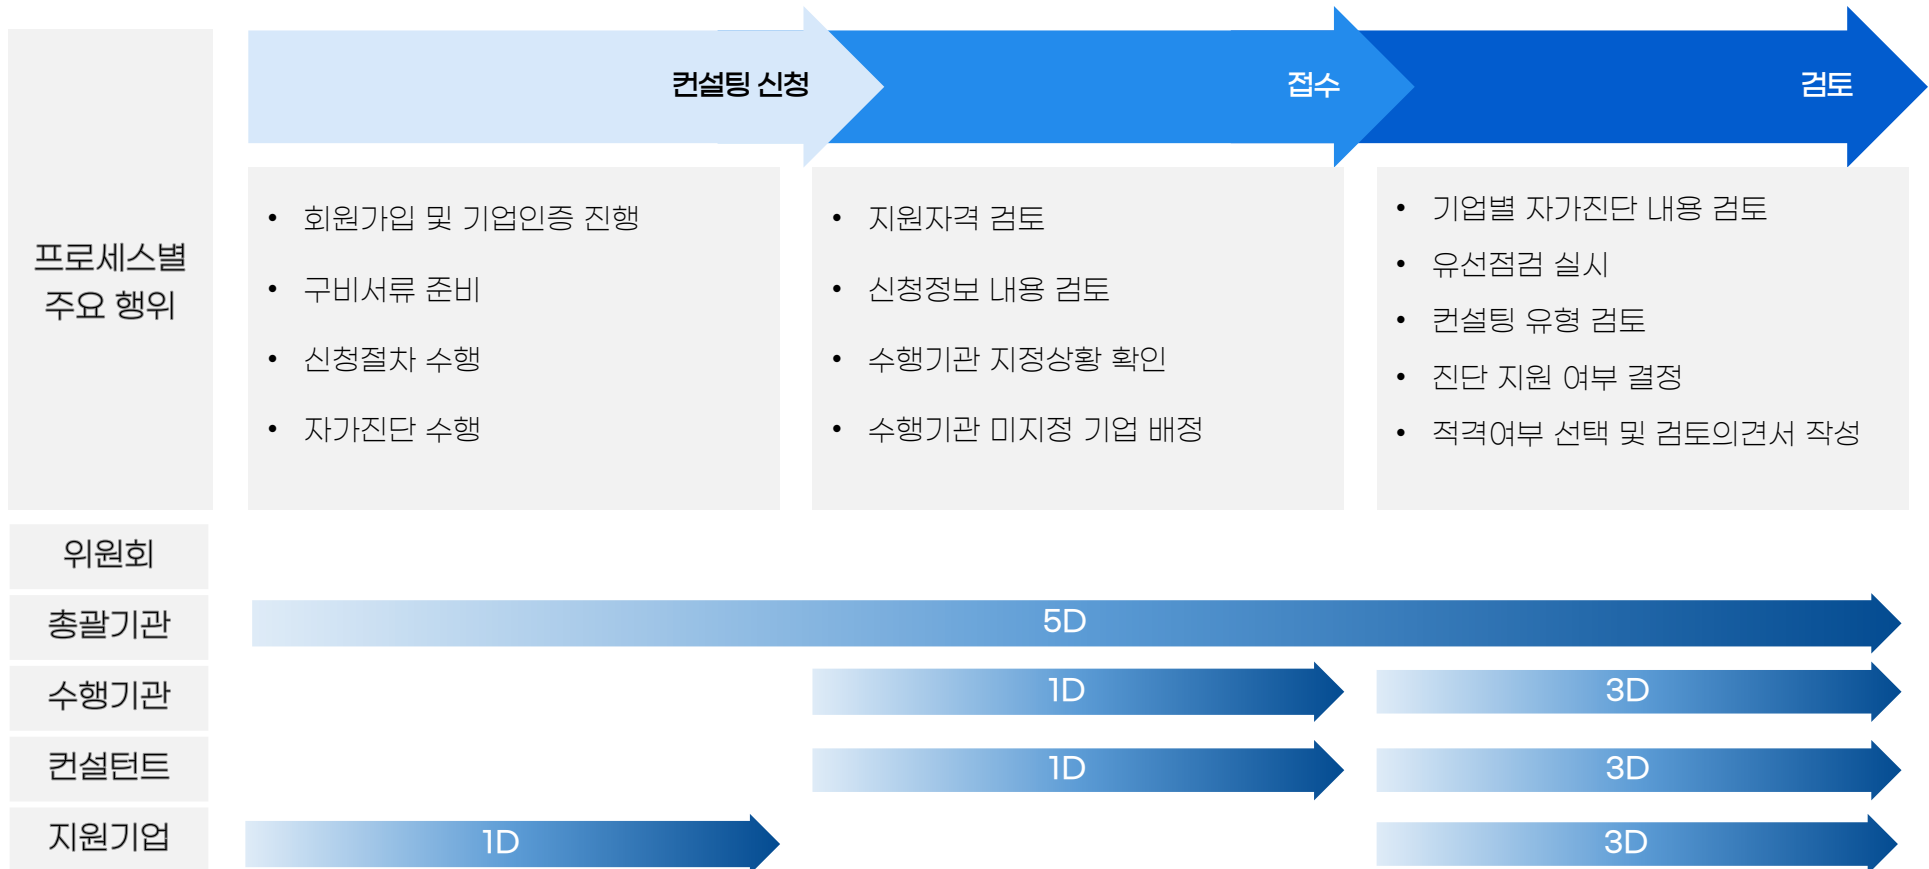 컨설팅 신청
접수
검토
프로세스별
주요 행위
• 회원가입 및 기업인증 진행
• 구비서류 준비
• 신청절차 수행
• 자가진단 수행
• 지원자격 검토
• 신청정보 내용 검토
• 수행기관 지정상황 확인
• 수행기관 미지정 기업 배정
• 기업별 자가진단 내용 검토
• 유선점검 실시
• 컨설팅 유형 검토
• 진단 지원 여부 결정
• 적격여부 선택 및 검토의견서 작성
위원회
총괄기관
5D
수행기관
1D
3D
컨설턴트
1D
3D
지원기업
1D
3D